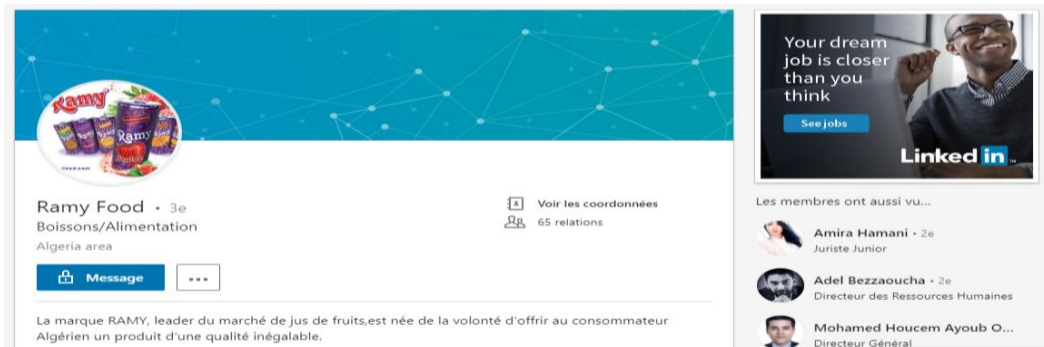 Ramy
Ramy
Ramy Food • 3e
Boissons/Alimentation
Algeria area
Message
...
Voir les coordonnées
65 relations
La marque RAMY, leader du marché de jus de fruits,est née de la volonté d'offrir au consommateur
Algérien un produit d'une qualité inégalable.
Your dream
job is closer
than you
think
See jobs
Linked in
Les membres ont aussi vu...
Amira Hamani • 2e
Juriste Junior
Adel Bezzaoucha • 2e
Directeur des Ressources Humaines
Mohamed Houcem Ayoub O...
Directeur Général